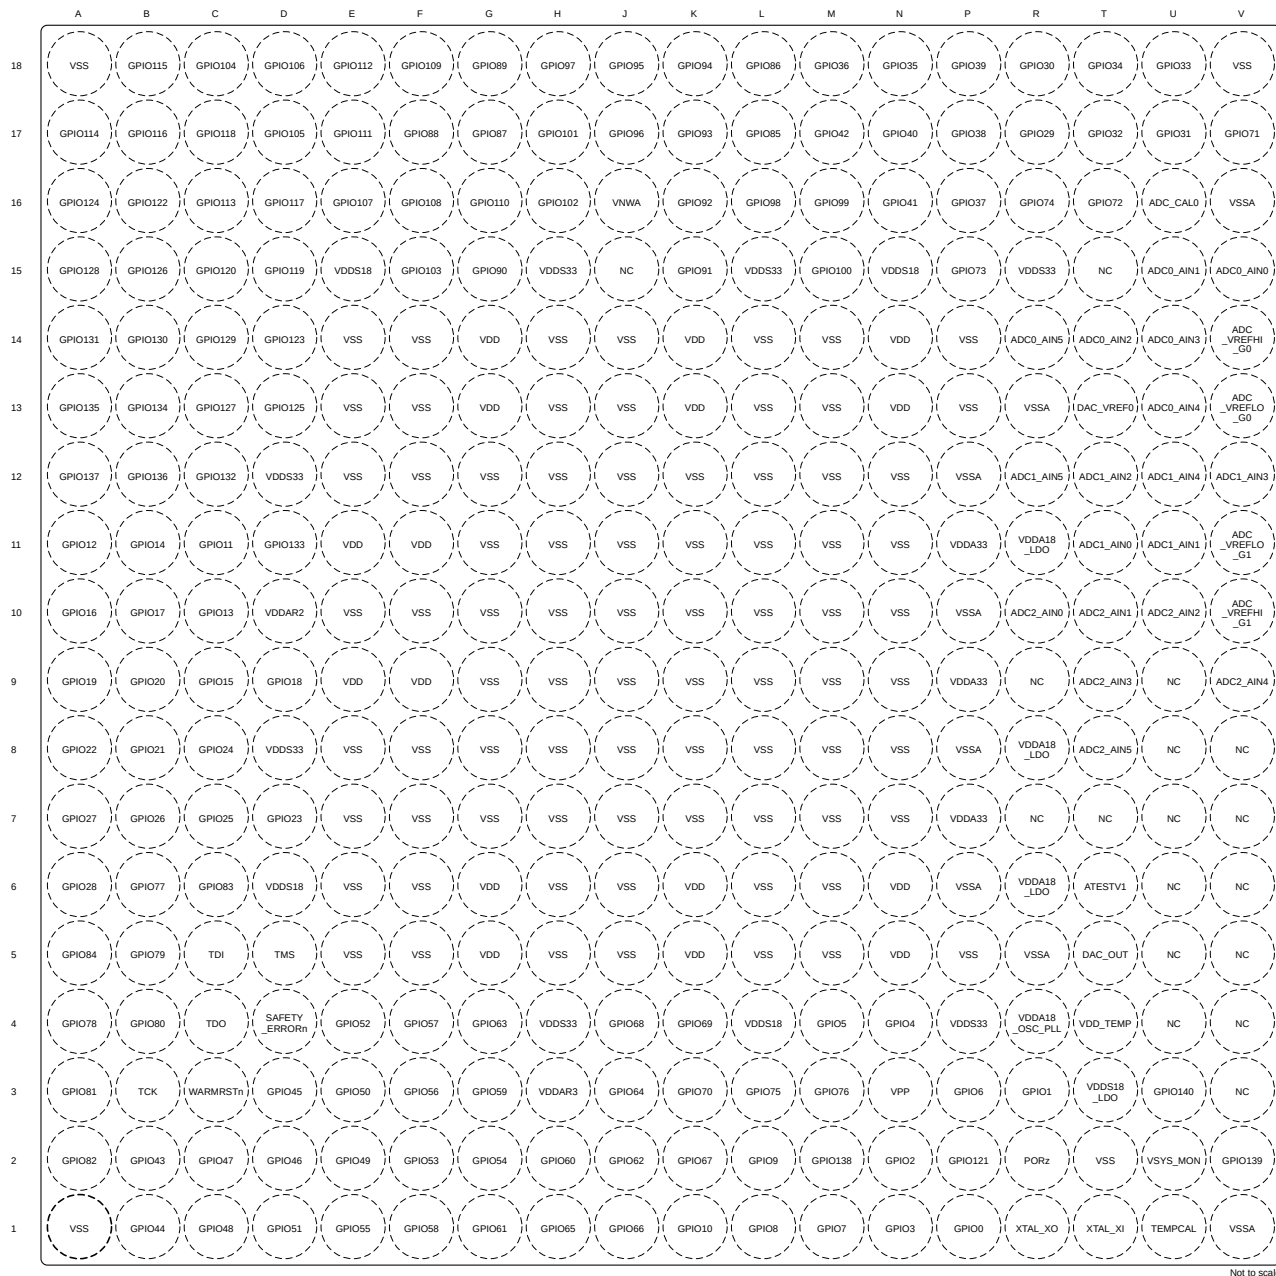 A B C D E F G H J K L M N P R T U V
18 VSS GPIO115 GPIO104 GPIO106 GPIO112 GPIO109 GPIO89 GPIO97 GPIO95 GPIO94 GPIO86 GPIO36 GPIO35 GPIO39 GPIO30 GPIO34 GPIO33 VSS
17 GPIO114 GPIO116 GPIO118 GPIO105 GPIO111 GPIO88 GPIO87 GPIO101 GPIO96 GPIO93 GPIO85 GPIO42 GPIO40 GPIO38 GPIO29 GPIO32 GPIO31 GPIO71
16 GPIO124 GPIO122 GPIO113 GPIO117 GPIO107 GPIO108 GPIO110 GPIO102 VNWA GPIO92 GPIO98 GPIO99 GPIO41 GPIO37 GPIO74 GPIO72 ADC_CAL0 VSSA
15 GPIO128 GPIO126 GPIO120 GPIO119 VDDS18 GPIO103 GPIO90 VDDS33 NC GPIO91 VDDS33 GPIO100 VDDS18 GPIO73 VDDS33 NC ADC0_AIN1 ADC0_AIN0
14 GPIO131 GPIO130 GPIO129 GPIO123 VSS VSS VDD VSS VSS VDD VSS VSS VDD VSS ADC0_AIN5 ADC0_AIN2 ADC0_AIN3 ADC _VREFHI _G0
13 GPIO135 GPIO134 GPIO127 GPIO125 VSS VSS VDD VSS VSS VDD VSS VSS VDD VSS VSSA DAC_VREF0 ADC0_AIN4 ADC _VREFLO _G0
12 GPIO137 GPIO136 GPIO132 VDDS33 VSS VSS VSS VSS VSS VSS VSS VSS VSS VSSA ADC1_AIN5 ADC1_AIN2 ADC1_AIN4 ADC1_AIN3
11 GPIO12 GPIO14 GPIO11 GPIO133 VDD VDD VSS VSS VSS VSS VSS VSS VSS VDDA33 VDDA18 _LDO ADC1_AIN0 ADC1_AIN1 ADC _VREFLO _G1
10 GPIO16 GPIO17 GPIO13 VDDAR2 VSS VSS VSS VSS VSS VSS VSS VSS VSS VSSA ADC2_AIN0 ADC2_AIN1 ADC2_AIN2 ADC _VREFHI _G1
9 GPIO19 GPIO20 GPIO15 GPIO18 VDD VDD VSS VSS VSS VSS VSS VSS VSS VDDA33 NC ADC2_AIN3 NC ADC2_AIN4
8 GPIO22 GPIO21 GPIO24 VDDS33 VSS VSS VSS VSS VSS VSS VSS VSS VSS VSSA VDDA18 _LDO ADC2_AIN5 NC NC
7 GPIO27 GPIO26 GPIO25 GPIO23 VSS VSS VSS VSS VSS VSS VSS VSS VSS VDDA33 NC NC NC NC
6 GPIO28 GPIO77 GPIO83 VDDS18 VSS VSS VDD VSS VSS VDD VSS VSS VDD VSSA VDDA18 _LDO ATESTV1 NC NC
5 GPIO84 GPIO79 TDI TMS VSS VSS VDD VSS VSS VDD VSS VSS VDD VSS VSSA DAC_OUT NC NC
4 GPIO78 GPIO80 TDO SAFETY _ERRORn GPIO52 GPIO57 GPIO63 VDDS33 GPIO68 GPIO69 VDDS18 GPIO5 GPIO4 VDDS33 VDDA18 _OSC_PLL VDD_TEMP NC NC
3 GPIO81 TCK WARMRSTn GPIO45 GPIO50 GPIO56 GPIO59 VDDAR3 GPIO64 GPIO70 GPIO75 GPIO76 VPP GPIO6 GPIO1 VDDS18 _LDO GPIO140 NC
2 GPIO82 GPIO43 GPIO47 GPIO46 GPIO49 GPIO53 GPIO54 GPIO60 GPIO62 GPIO67 GPIO9 GPIO138 GPIO2 GPIO121 PORz VSS VSYS_MON GPIO139
1 VSS GPIO44 GPIO48 GPIO51 GPIO55 GPIO58 GPIO61 GPIO65 GPIO66 GPIO10 GPIO8 GPIO7 GPIO3 GPIO0 XTAL_XO XTAL_XI TEMPCAL VSSA
Not to